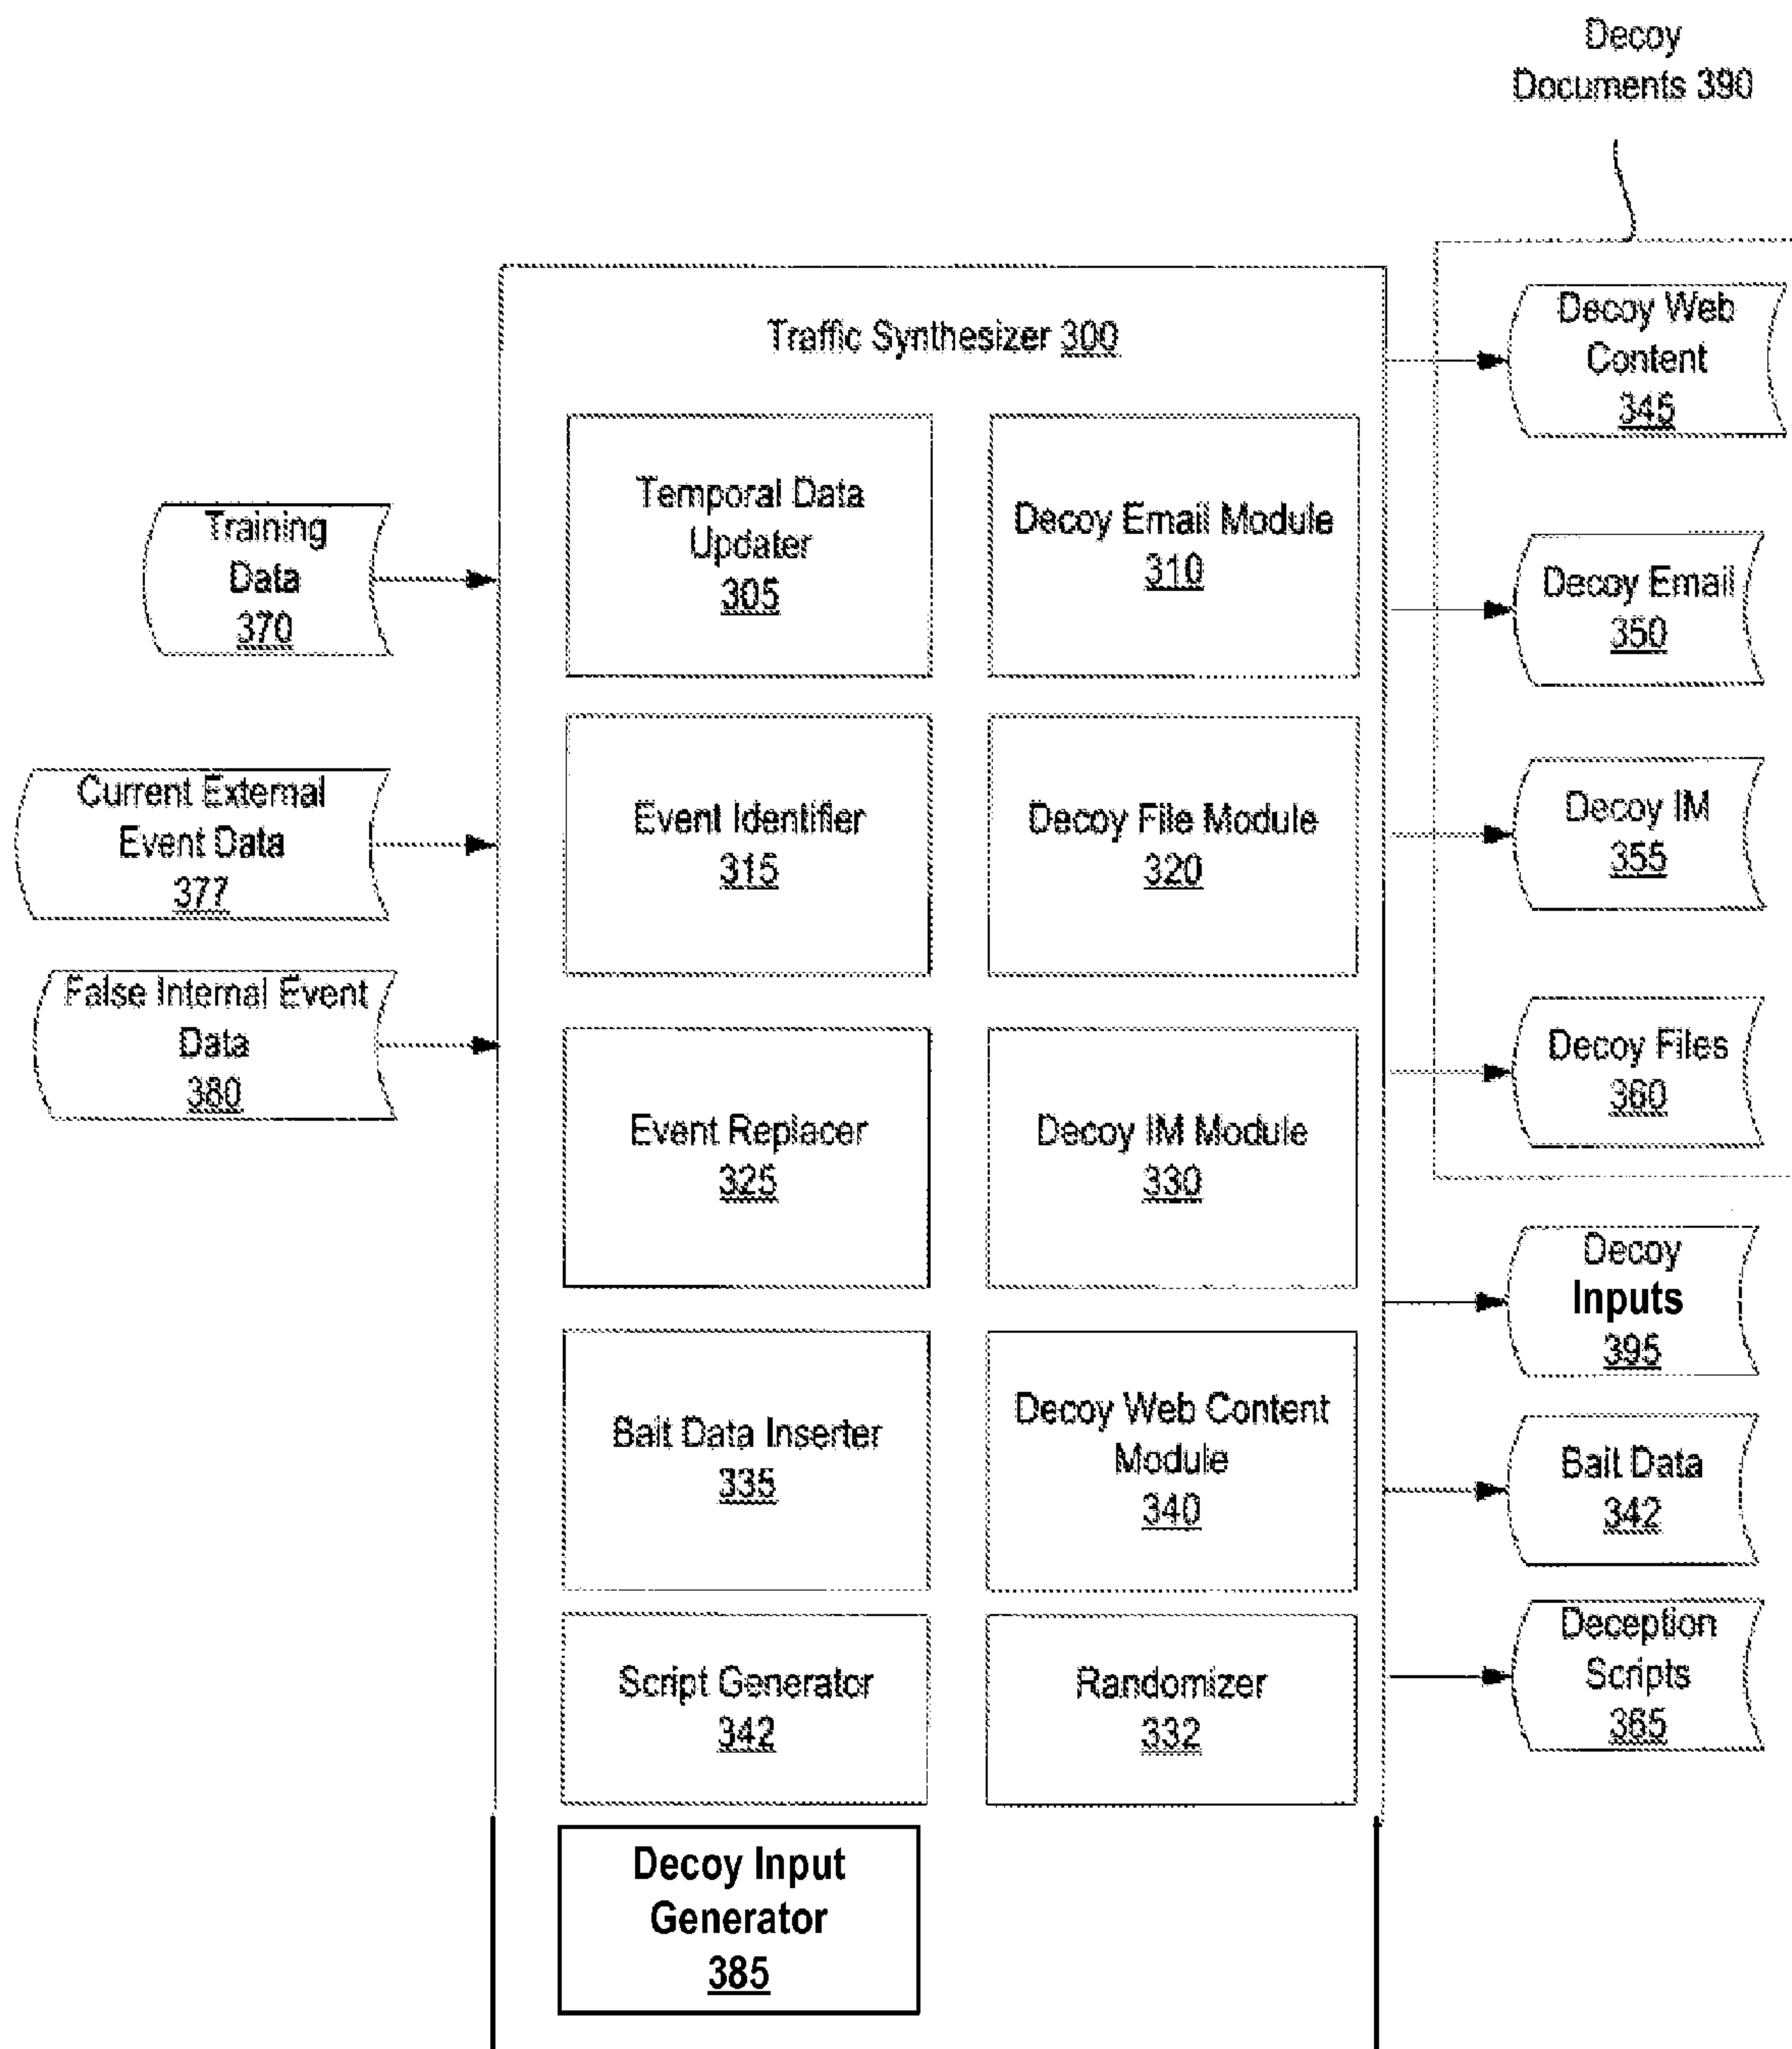 Decoy
Documents 390
Traffic Synthesizer 300
Training
Data
370
Current External
Event Data
377
False Internal Event
Data
380
Temporal Data
Updater
305
Decoy Email Module
310
Event Identifier
315
Decoy File Module
320
Event Replacer
325
Decoy IM Module
330
Bait Data Inserter
335
Decoy Web Content
Module
340
Script Generator
342
Randomizer
332
Decoy Input
Generator
385
Decoy Web
Content
345
Decoy Email
350
Decoy IM
355
Decoy Files
360
Decoy
Inputs
395
Bait Data
342
Deception
Scripts
365